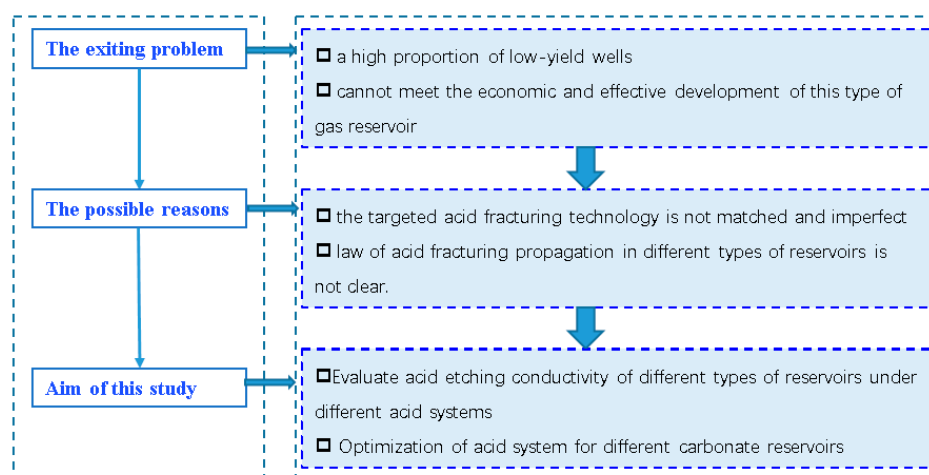 The exiting problem
☐ a high proportion of low-yield wells
☐ cannot meet the economic and effective development of this type of
gas reservoir
The possible reasons
☐ the targeted acid fracturing technology is not matched and imperfect
☐ law of acid fracturing propagation in different types of reservoirs is
not clear.
Aim of this study
☐Evaluate acid etching conductivity of different types of reservoirs under
different acid systems
☐ Optimization of acid system for different carbonate reservoirs